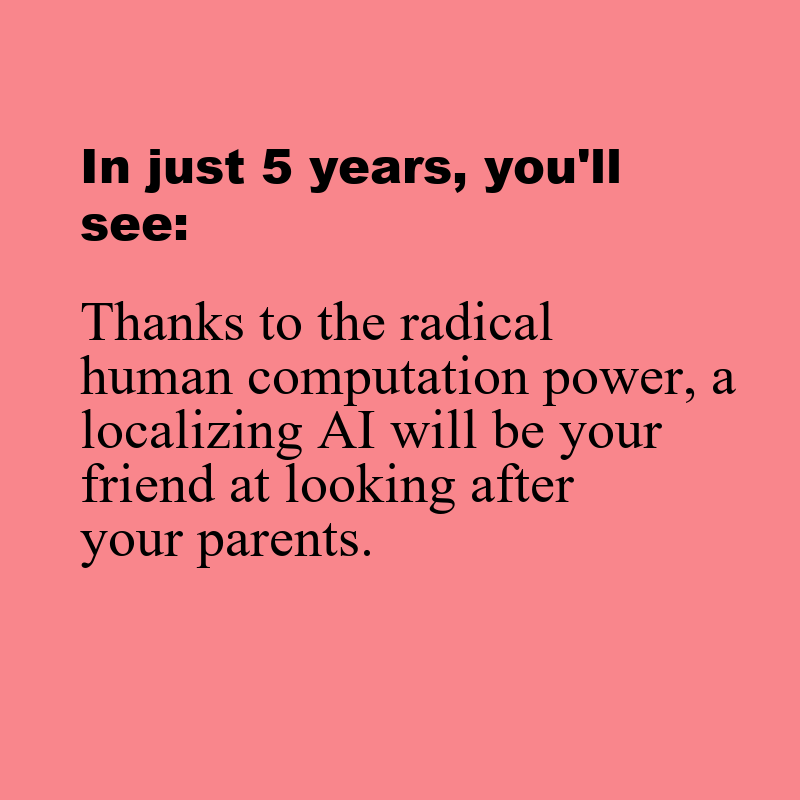 In just 5 years, you'll
see:
Thanks to the radical
human computation power, a
localizing AI will be your
friend at looking after
your parents.